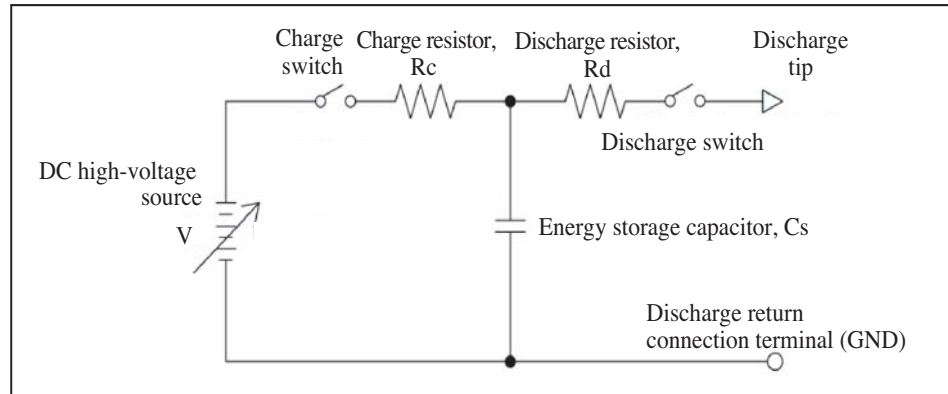 Charge
switch
Charge resistor,
Rc
Discharge resistor,
Rd
Discharge
tip
Discharge switch
DC high-voltage
source
V
Energy storage capacitor, Cs
Discharge return
connection terminal (GND)